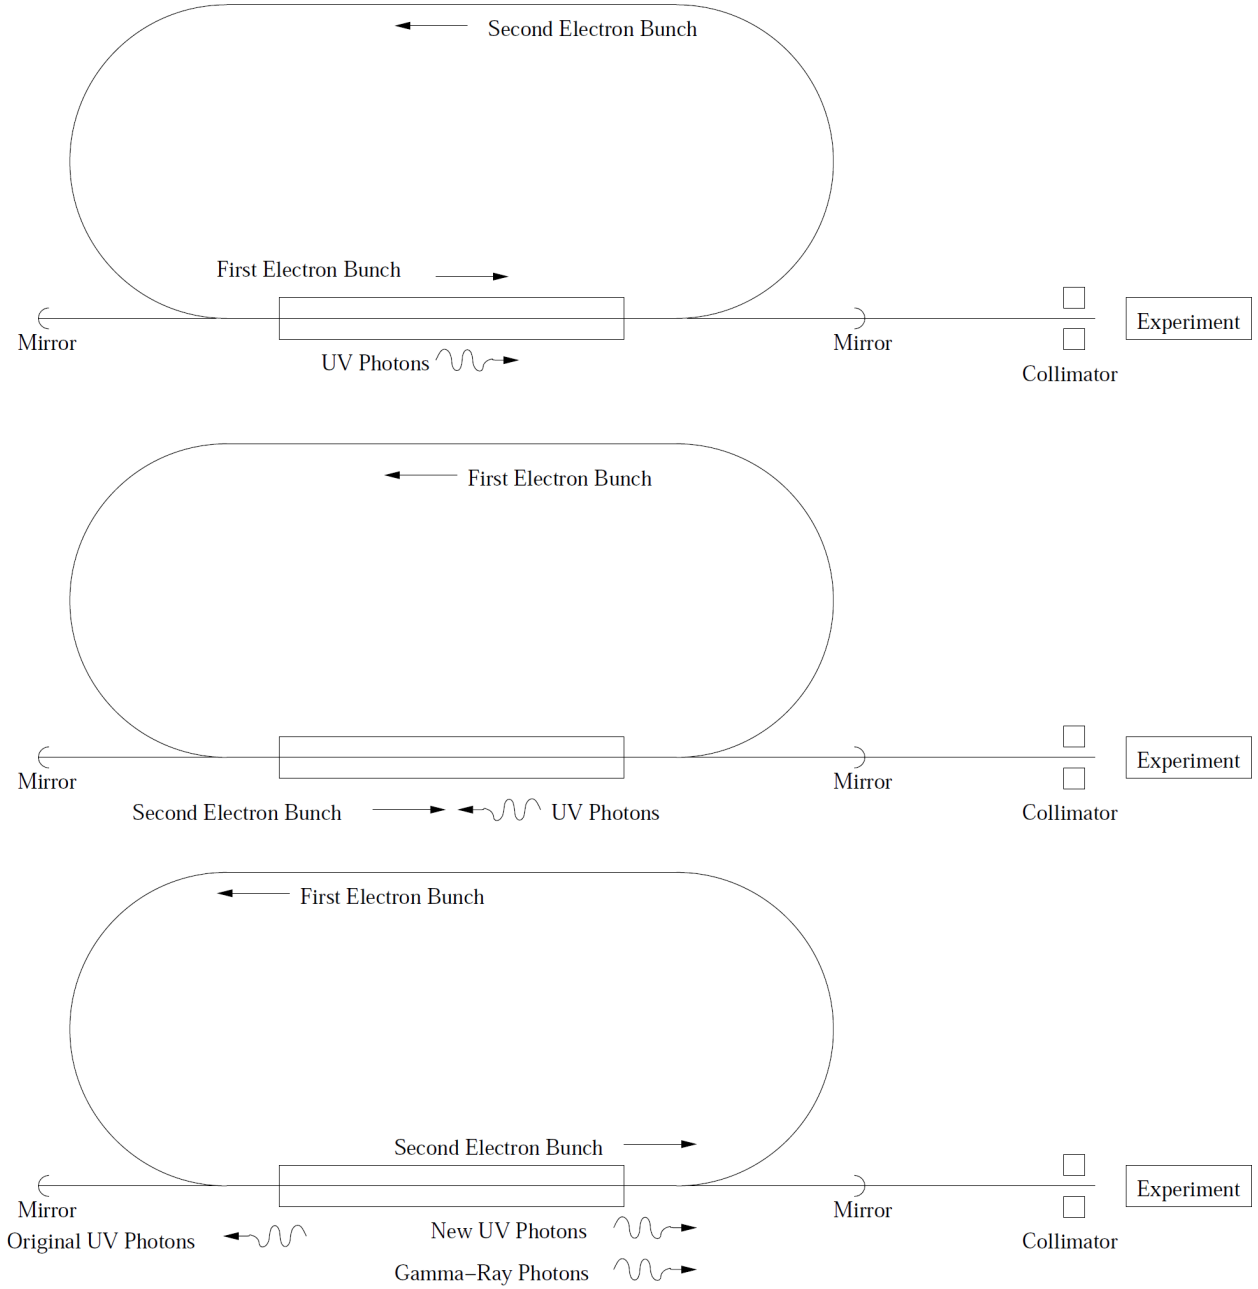 Second Electron Bunch
First Electron Bunch
Mirror
UV Photons
Mirror
Collimator
Experiment
First Electron Bunch
Mirror
Second Electron Bunch
UV Photons
Mirror
Collimator
Experiment
First Electron Bunch
Second Electron Bunch
Mirror
Original UV Photons
New UV Photons
Gamma−Ray Photons
Mirror
Collimator
Experiment